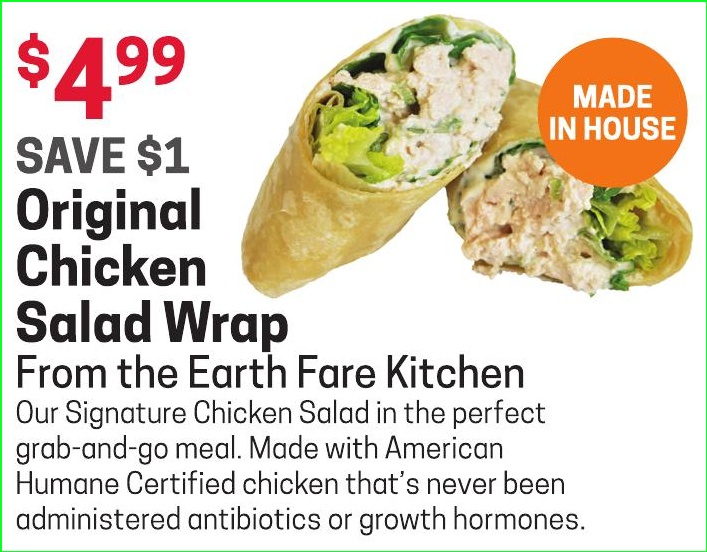 $4.99
SAVE $1
Original
Chicken
Salad Wrap
From the Earth Fare Kitchen
Our Signature Chicken Salad in the perfect
grab-and-go meal. Made with American
Humane Certified chicken that's never been
administered antibiotics or growth hormones.
MADE
IN HOUSE